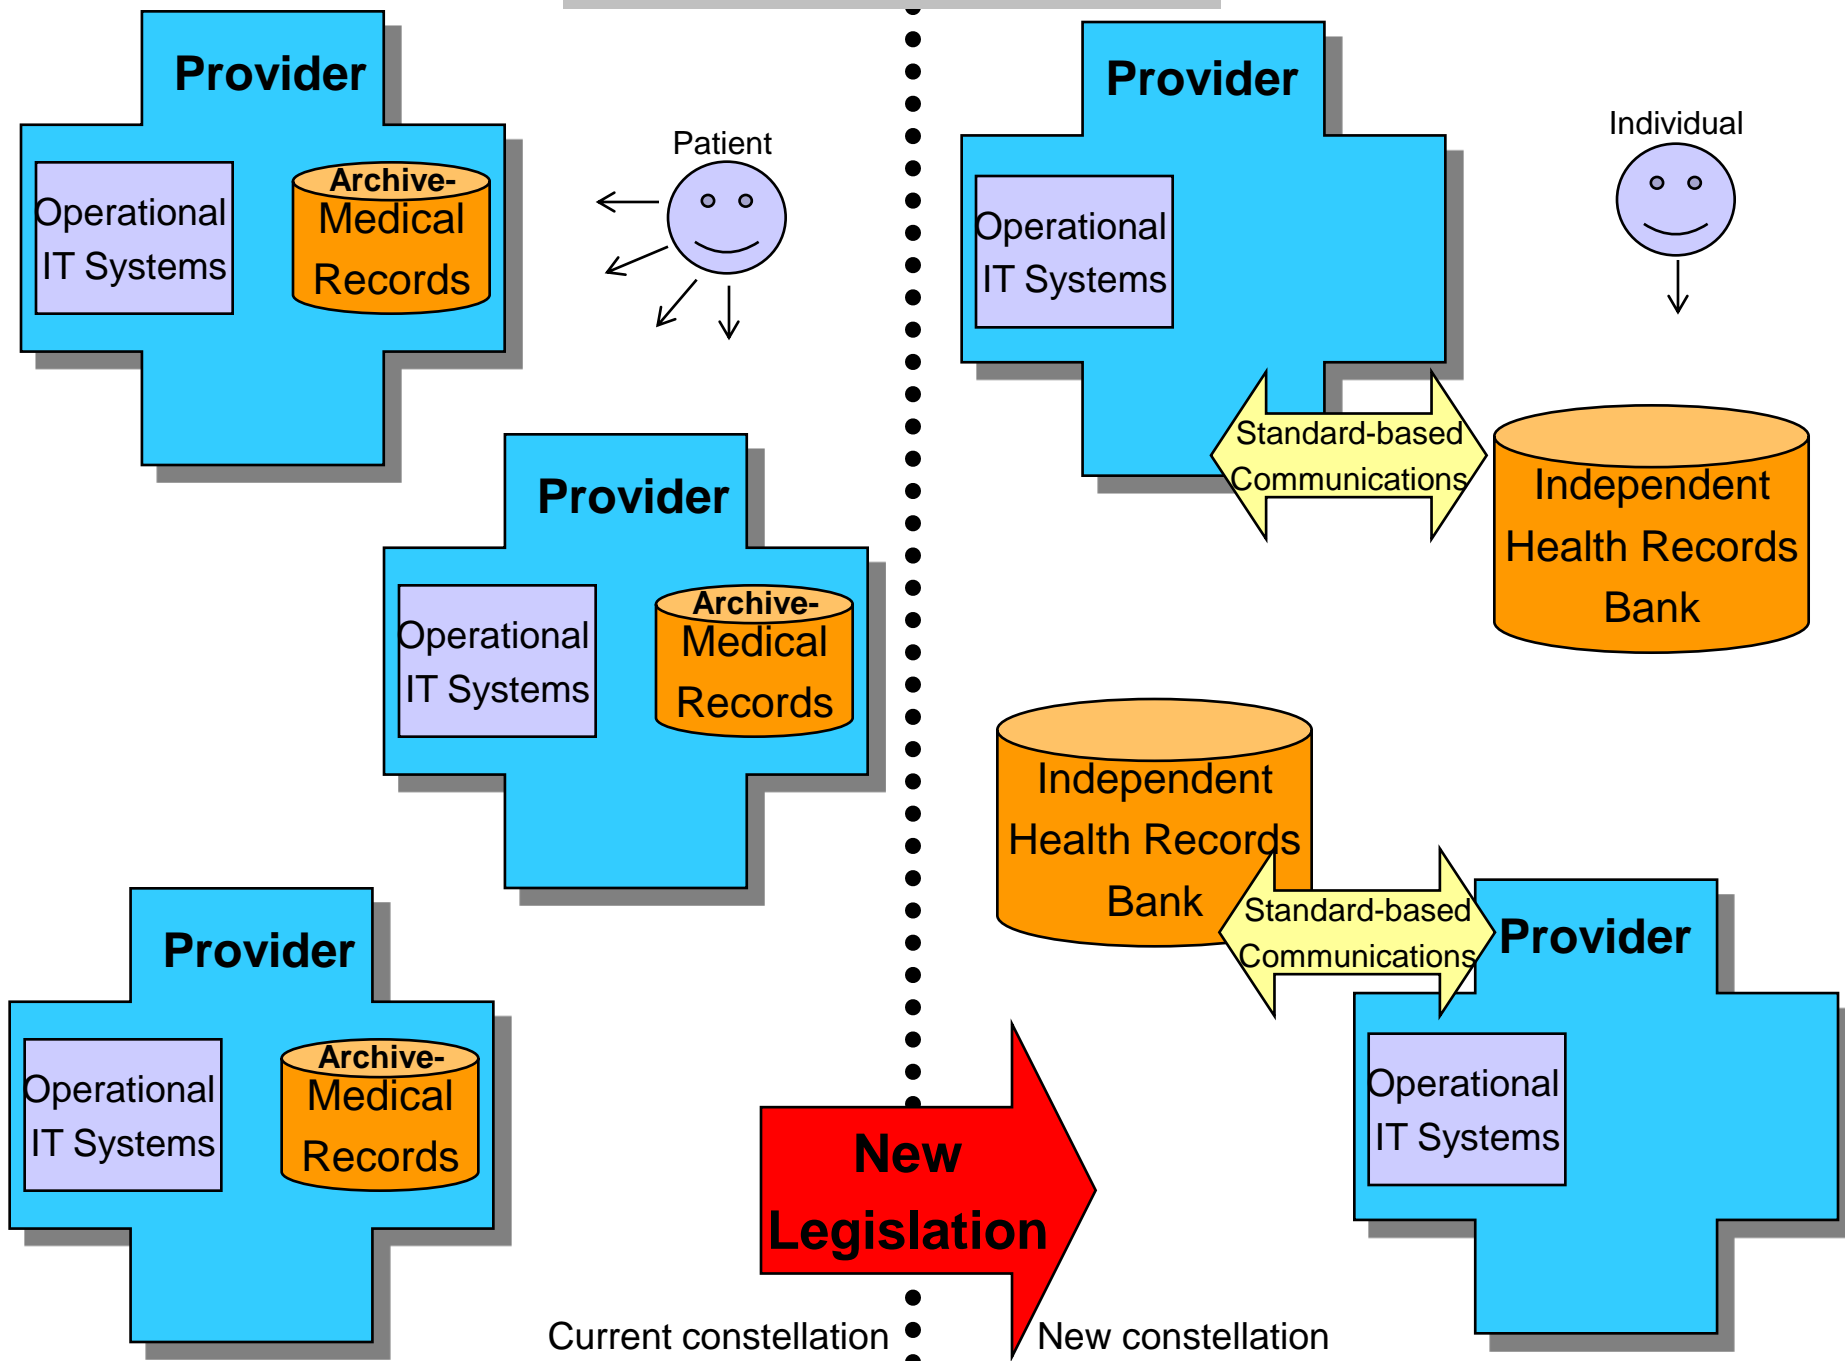 Provider
Operational
IT Systems
Archive-
Medical
Records
Patient
Provider
Operational
IT Systems
Archive-
Medical
Records
Provider
Operational
IT Systems
Archive-
Medical
Records
New
Legislation
Current constellation
Provider
Operational
IT Systems
Individual
Standard-based
Communications
Independent
Health Records
Bank
Independent
Health Records
Bank
Standard-based
Communications
Provider
Operational
IT Systems
New constellation